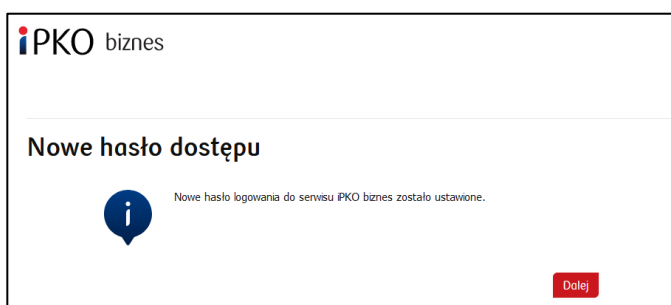 iPKO biznes
Nowe hasło dostępu
Nowe hasło logowania do serwisu iPKO biznes zostało ustawione.
Dalej